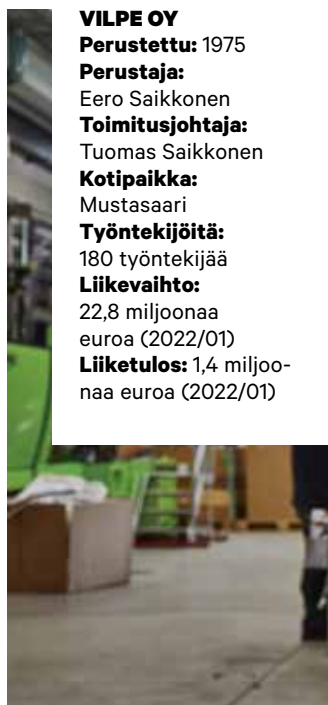 VILPE OY
Perustettu: 1975
Perustaja:
Eero Saikkonen
Toimitusjohtaja:
Tuomas Saikkonen
Kotipaikka:
Mustasaari
Työntekijöitä:
180 työntekijää
Liikevaihto:
22,8 miljoonaa
euroa (2022/01)
Liiketulos: 1,4 miljoo-
naa euroa (2022/01)